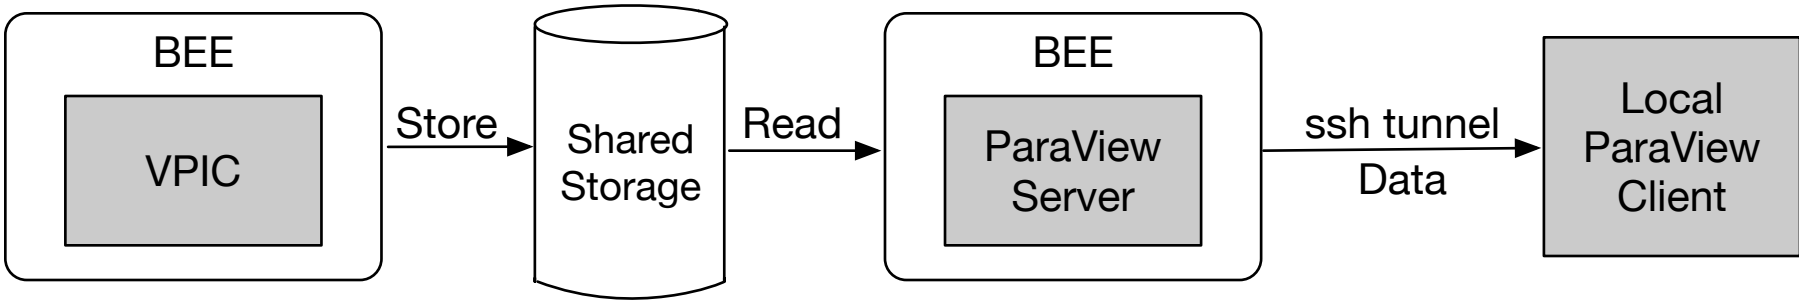 BEE
VPIC
Store
Shared
Storage
Read
BEE
ParaView
Server
ssh tunnel
Data
Local
ParaView
Client